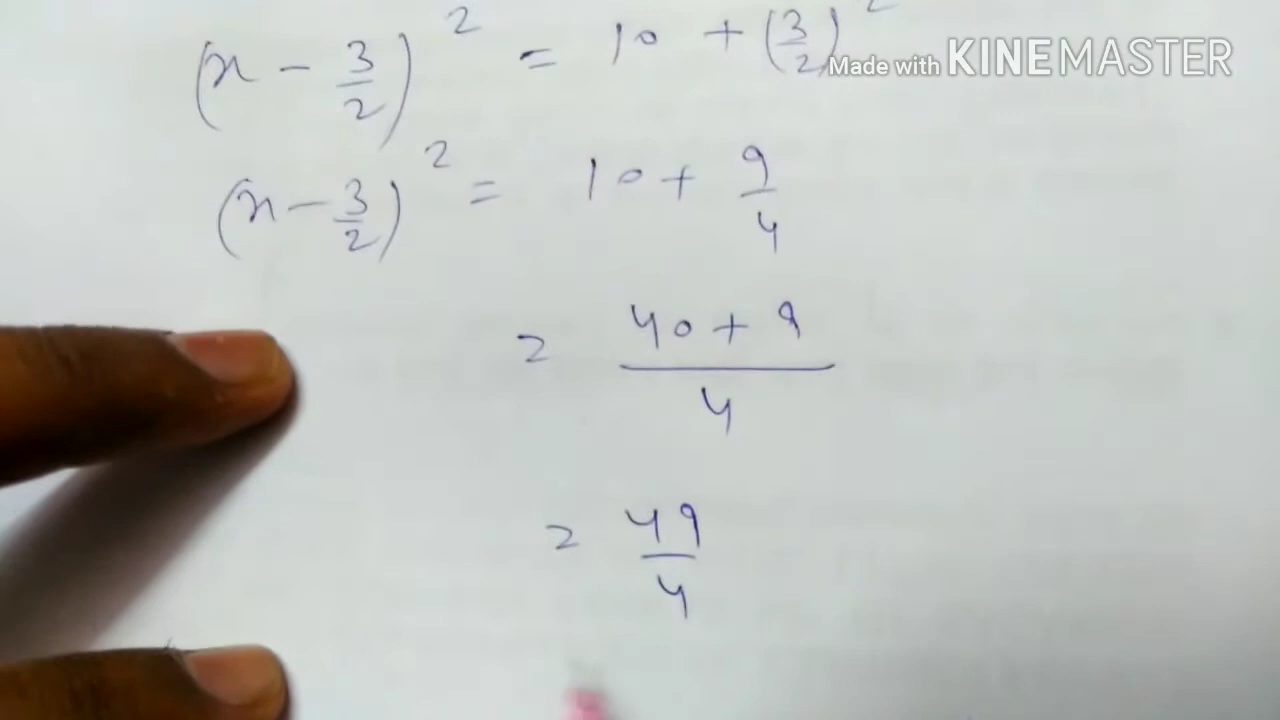 (x - 3/2)² = 10 + (3/2)²
Made with KINEMASTER
(x - 3/2)² = 10 + 9/4
= 40 + 9/4
= 49/4